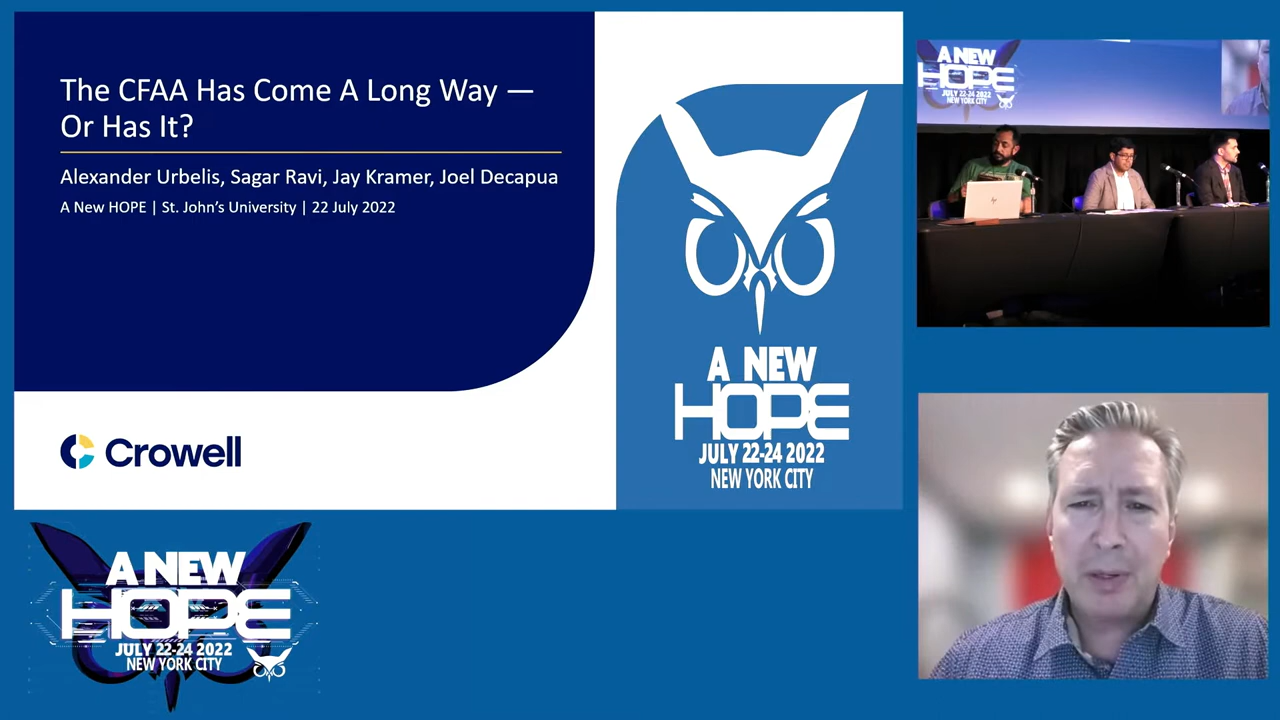 The CFAA Has Come A Long Way —
Or Has It?
Alexander Urbelis, Sagar Ravi, Jay Kramer, Joel Decapua
A New HOPE | St. John’s University | 22 July 2022
Crowell
A NEW
HOPE
JULY 22-24 2022
NEW YORK CITY
A NEW
HOPE
JULY 22-24 2022
NEW YORK CITY
A NEW
HOPE
JULY 22-24 2022
NEW YORK CITY